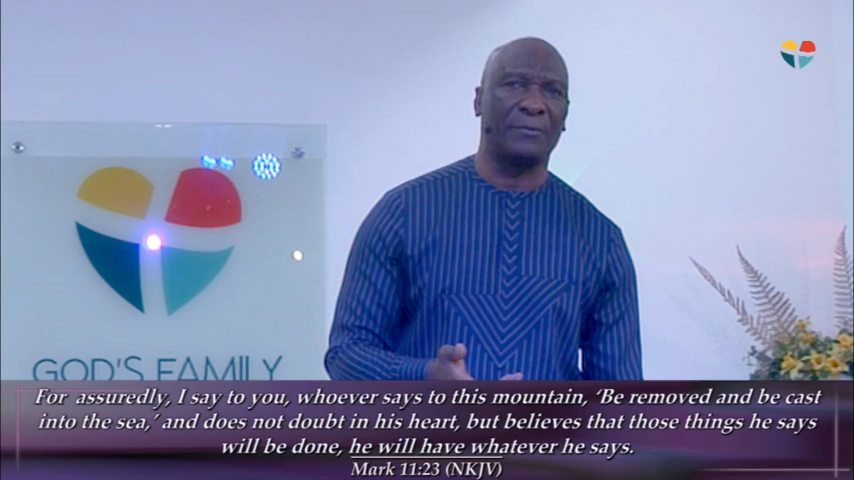 GOD'S FAMILY
For assuredly, I say to you, whoever says to this mountain, ‘Be removed and be cast
into the sea,’ and does not doubt in his heart, but believes that those things he says
will be done, he will have whatever he says.
Mark 11:23 (NKJV)